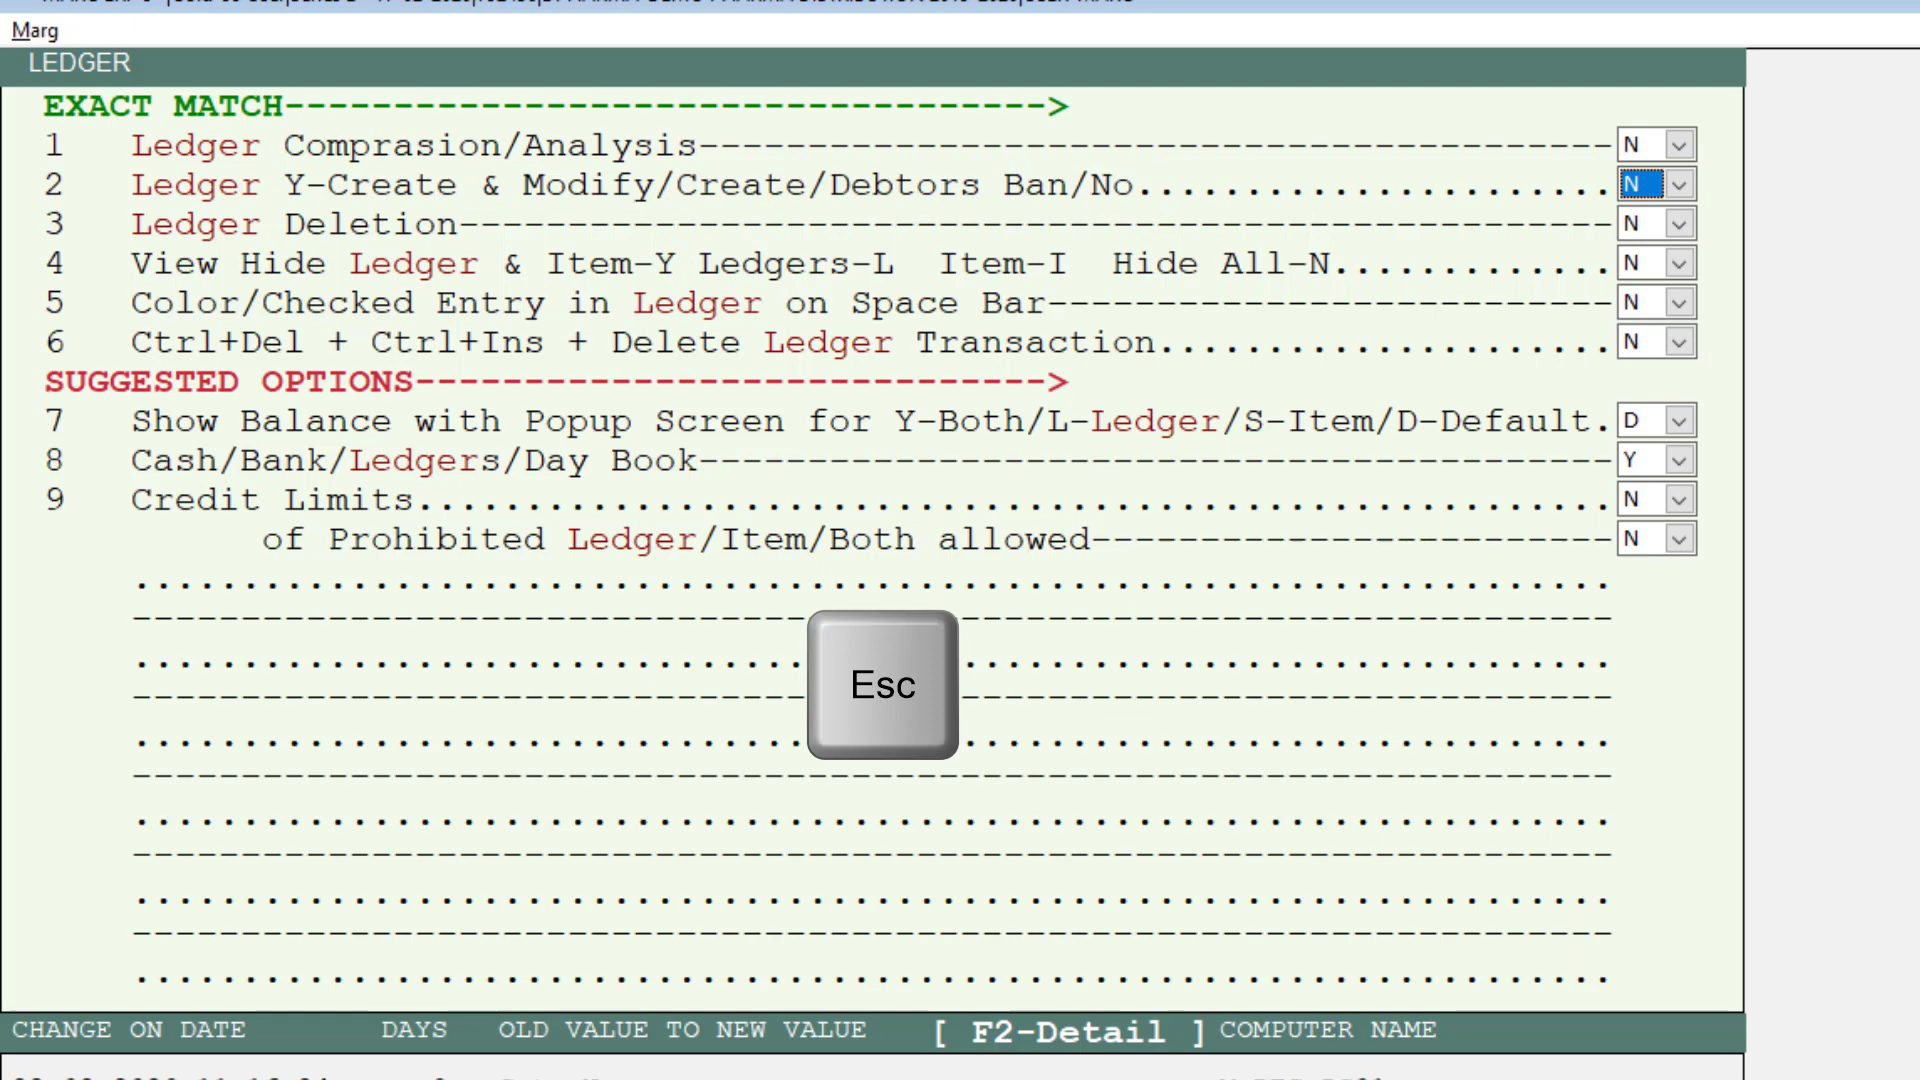 Marg
LEDGER
EXACT MATCH----------------------------------->
1 Ledger Comprasion/Analysis------------------------------------------ N
2 Ledger Y-Create & Modify/Create/Debtors Ban/No...................... N
3 Ledger Deletion----------------------------------------------------- N
4 View Hide Ledger & Item-Y Ledgers-L Item-I Hide All-N............. N
5 Color/Checked Entry in Ledger on Space Bar-------------------------- N
6 Ctrl+Del + Ctrl+Ins + Delete Ledger Transaction..................... N
SUGGESTED OPTIONS----------------------------->
7 Show Balance with Popup Screen for Y-Both/L-Ledger/S-Item/D-Default. D
8 Cash/Bank/Ledgers/Day Book------------------------------------------ Y
9 Credit Limits....................................................... N
of Prohibited Ledger/Item/Both allowed------------------------ N
Esc
CHANGE ON DATE DAYS OLD VALUE TO NEW VALUE [ F2-Detail ] COMPUTER NAME